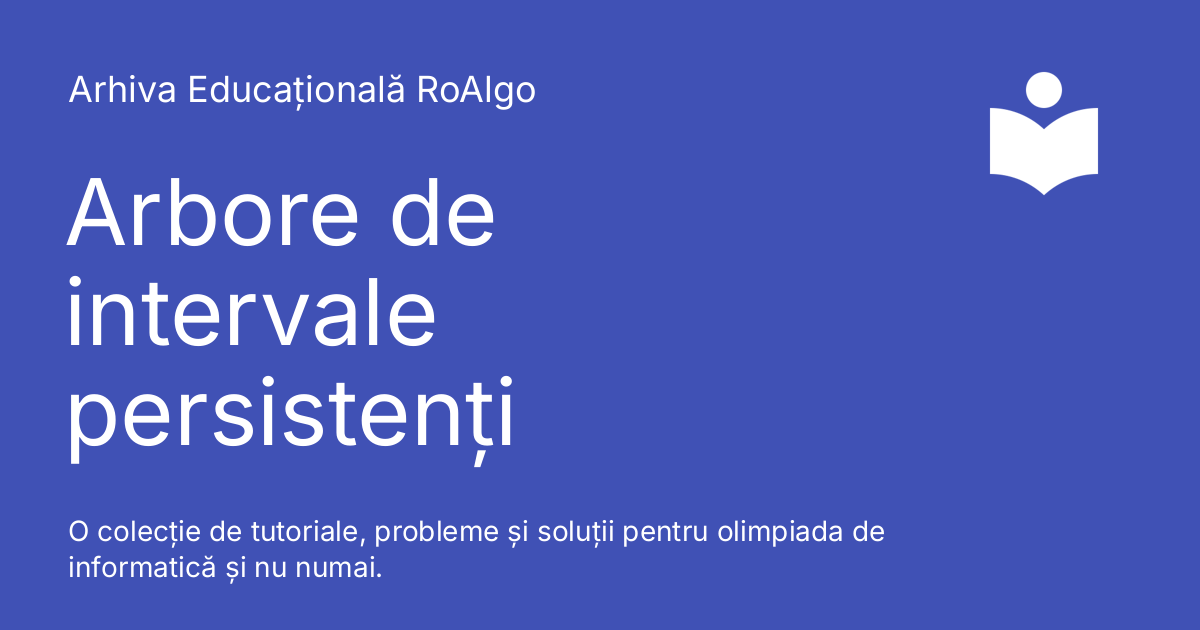 Arhiva Educațională RoAlgo
Arbore de
intervale
persistenți
O colecție de tutoriale, probleme și soluții pentru olimpiada de
informatică și nu numai.